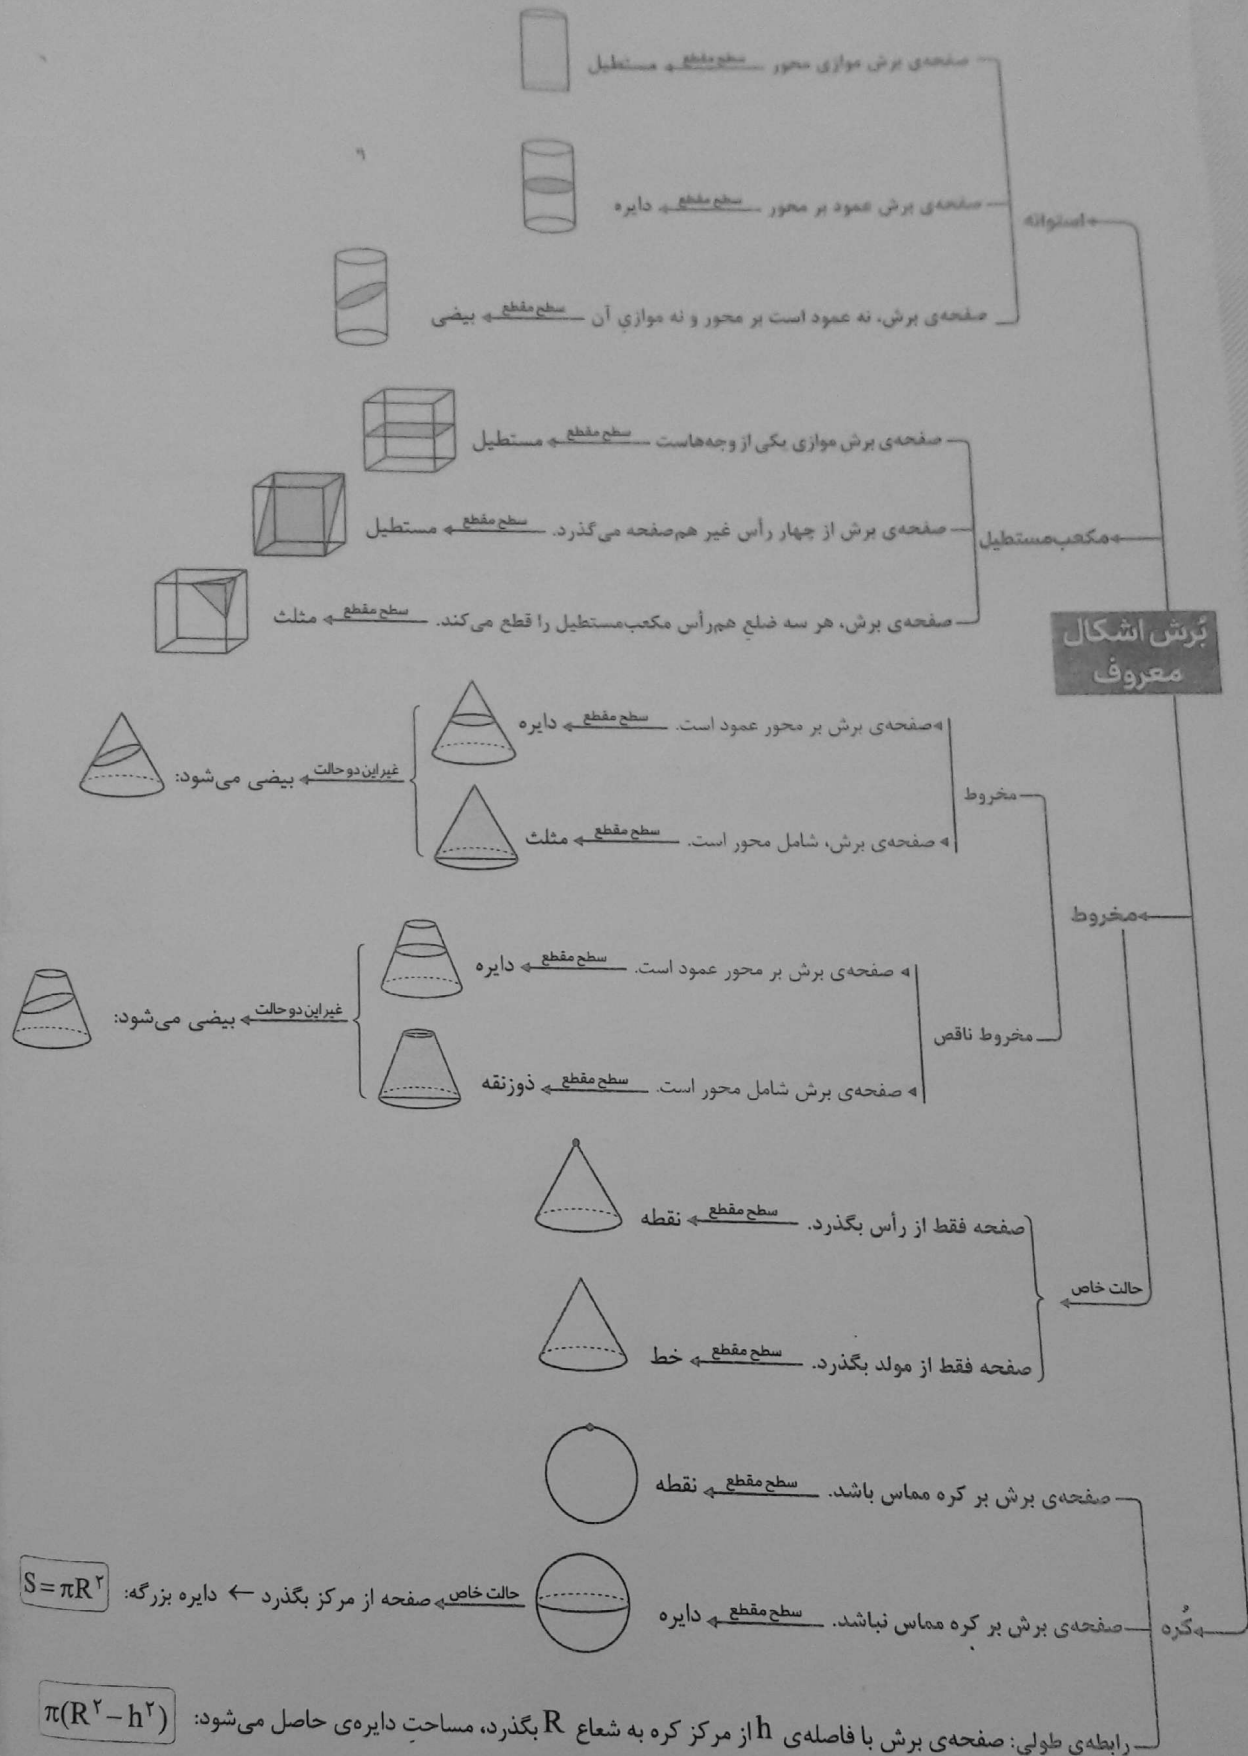 بُرش اشکال
معروف
استوانه
صفحه‌ی برش موازی محور سطح مقطع مستطیل
صفحه‌ی برش عمود بر محور سطح مقطع دایره
صفحه‌ی برش، نه عمود است بر محور و نه موازیِ آن سطح مقطع بیضی
مکعب‌مستطیل
صفحه‌ی برش موازی یکی از وجه‌هاست سطح مقطع مستطیل
صفحه‌ی برش از چهار رأس غیر هم‌صفحه می‌گذرد. سطح مقطع مستطیل
صفحه‌ی برش، هر سه ضلعِ هم‌رأس مکعب‌مستطیل را قطع می‌کند. سطح مقطع مثلث
مخروط
مخروط
صفحه‌ی برش بر محور عمود است. سطح مقطع دایره
صفحه‌ی برش، شامل محور است. سطح مقطع مثلث
غیر این دو حالت بیضی می‌شود:
مخروط ناقص
صفحه‌ی برش بر محور عمود است. سطح مقطع دایره
صفحه‌ی برش شامل محور است. سطح مقطع ذوزنقه
غیر این دو حالت بیضی می‌شود:
حالت خاص
صفحه فقط از رأس بگذرد. سطح مقطع نقطه
صفحه فقط از مولد بگذرد. سطح مقطع خط
کُره
صفحه‌ی برش بر کره مماس باشد. سطح مقطع نقطه
صفحه‌ی برش بر کره مماس نباشد. سطح مقطع دایره حالت خاص صفحه از مرکز بگذرد ← دایره بزرگه: S=πR۲
رابطه‌ی طولی: صفحه‌ی برش با فاصله‌ی h از مرکز کره به شعاع R بگذرد، مساحتِ دایره‌ی حاصل می‌شود: π(R۲−h۲)